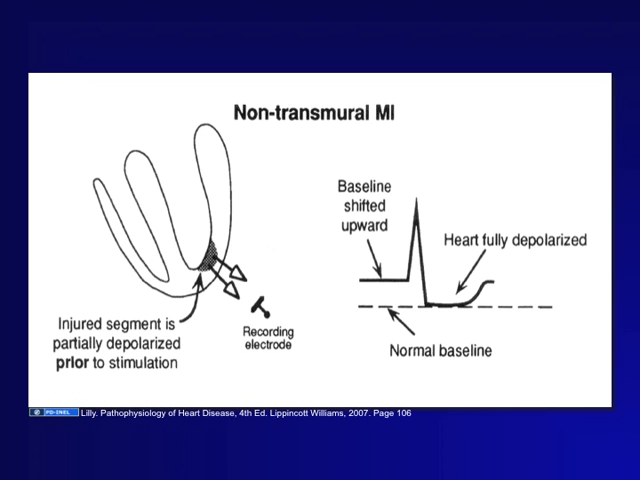 Non-transmural MI
Baseline
shifted
upward
Heart fully depolarized
Injured segment is
partially depolarized
prior to stimulation
Recording
electrode
Normal baseline
PD-INEL Lilly. Pathophysiology of Heart Disease, 4th Ed. Lippincott Williams, 2007. Page 106